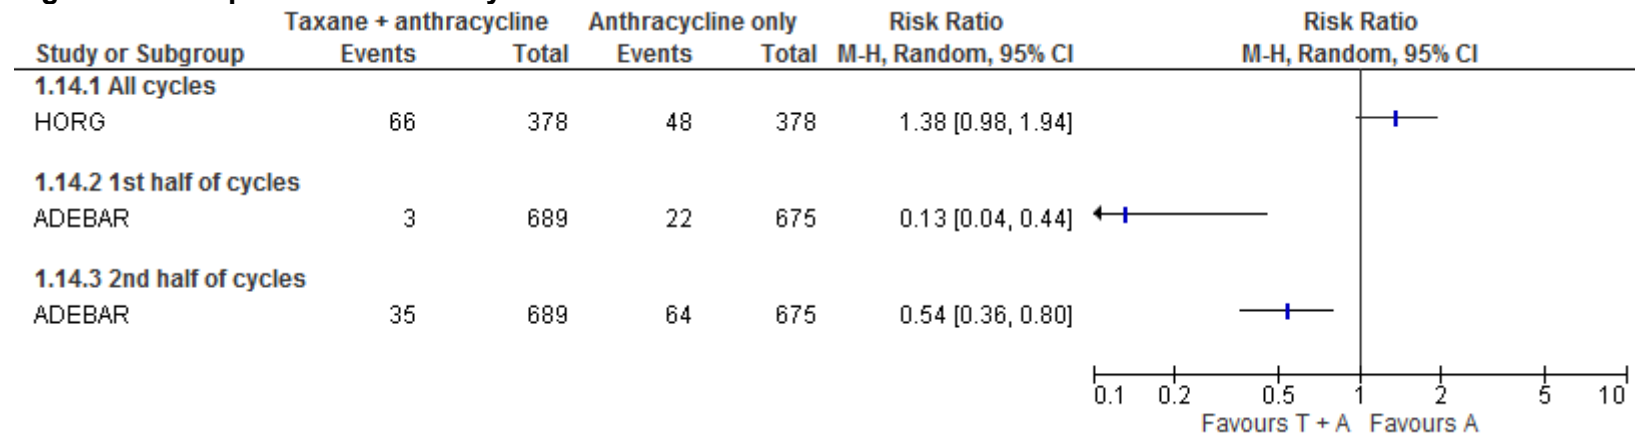 Taxane + anthracycline Anthracycline only Risk Ratio Risk Ratio
Study or Subgroup Events Total Events Total M-H, Random, 95% CI M-H, Random, 95% CI
1.14.1 All cycles
HORG 66 378 48 378 1.38 [0.98, 1.94]
1.14.2 1st half of cycles
ADEBAR 3 689 22 675 0.13 [0.04, 0.44]
1.14.3 2nd half of cycles
ADEBAR 35 689 64 675 0.54 [0.36, 0.80]
0.1 0.2 0.5 1 2 5 10
Favours T + A Favours A